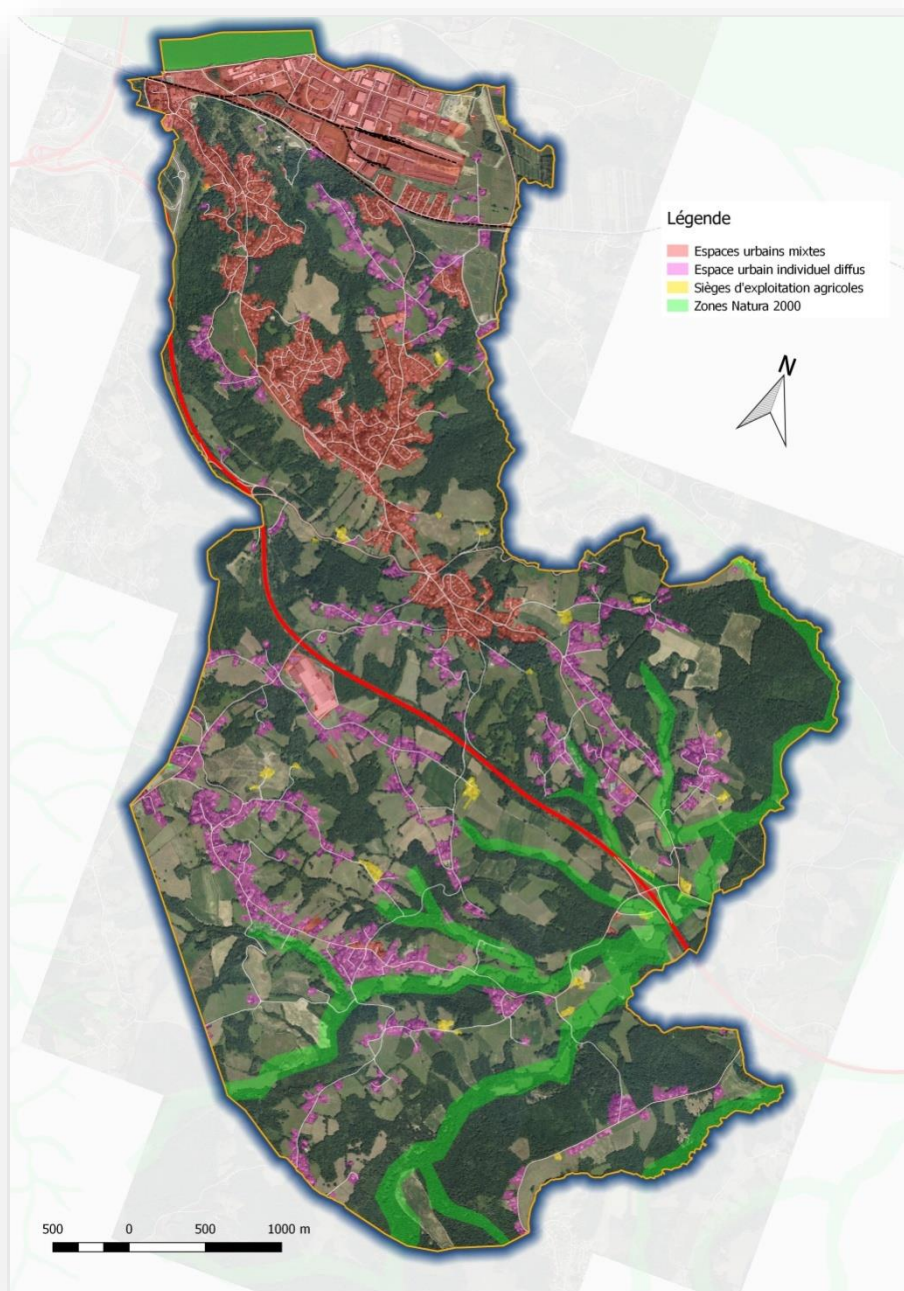 Légende
Espaces urbains mixtes
Espace urbain individuel diffus
Sièges d'exploitation agricoles
Zones Natura 2000
N
500 0 500 1000 m